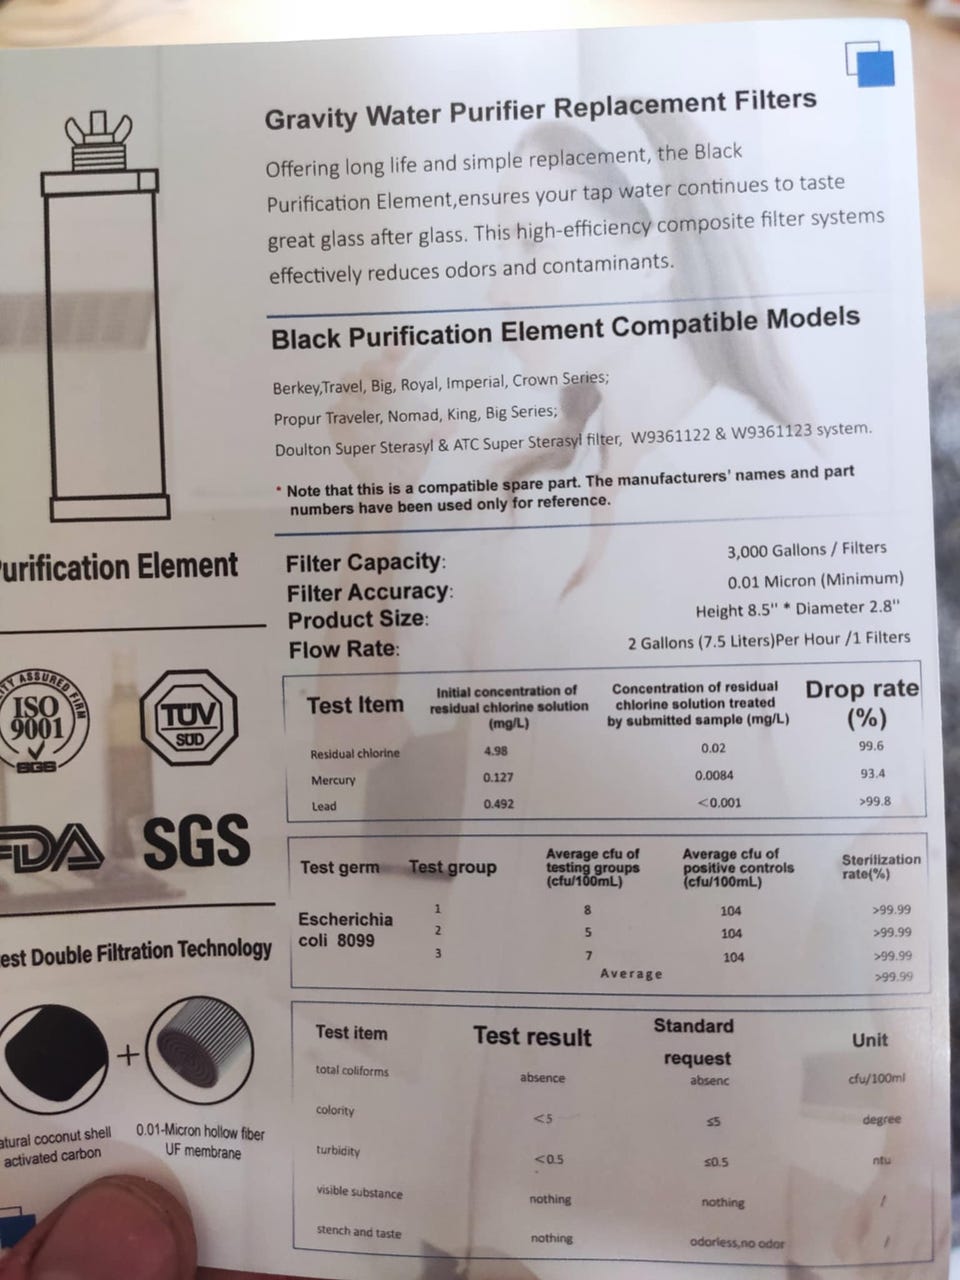 Gravity Water Purifier Replacement Filters
Offering long life and simple replacement, the Black
Purification Element,ensures your tap water continues to taste
great glass after glass. This high-efficiency composite filter systems
effectively reduces odors and contaminants.
Black Purification Element Compatible Models
Berkey,Travel, Big, Royal, Imperial, Crown Series;
Propur Traveler, Nomad, King, Big Series;
Doulton Super Sterasyl & ATC Super Sterasyl filter, W9361122 & W9361123 system.
* Note that this is a compatible spare part. The manufacturers' names and part
numbers have been used only for reference.
urification Element
Filter Capacity: 3,000 Gallons / Filters
Filter Accuracy: 0.01 Micron (Minimum)
Product Size: Height 8.5" * Diameter 2.8"
Flow Rate: 2 Gallons (7.5 Liters)Per Hour /1 Filters
TY ASSURED FIRM
ISO
9001
SGS
TÜV
SÜD
FDA
SGS
Test Item Initial concentration of residual chlorine solution (mg/L) Concentration of residual chlorine solution treated by submitted sample (mg/L) Drop rate (%)
Residual chlorine 4.98 0.02 99.6
Mercury 0.127 0.0084 93.4
Lead 0.492 <0.001 >99.8
Test germ Test group Average cfu of testing groups (cfu/100mL) Average cfu of positive controls (cfu/100mL) Sterilization rate(%)
Escherichia coli 8099
1 8 104 >99.99
2 5 104 >99.99
3 7 104 >99.99
Average >99.99
est Double Filtration Technology
+
atural coconut shell
activated carbon
0.01-Micron hollow fiber
UF membrane
Test item Test result Standard request Unit
total coliforms absence absenc cfu/100ml
colority <5 ≤5 degree
turbidity <0.5 ≤0.5 ntu
visible substance nothing nothing /
stench and taste nothing odorless,no odor /